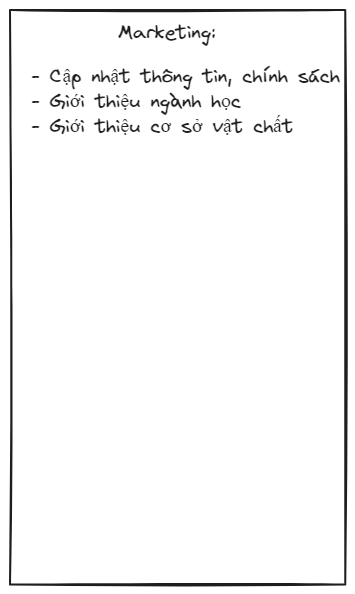 Marketing:
- Cập nhật thông tin, chính sách
- Giới thiệu ngành học
- Giới thiệu cơ sở vật chất